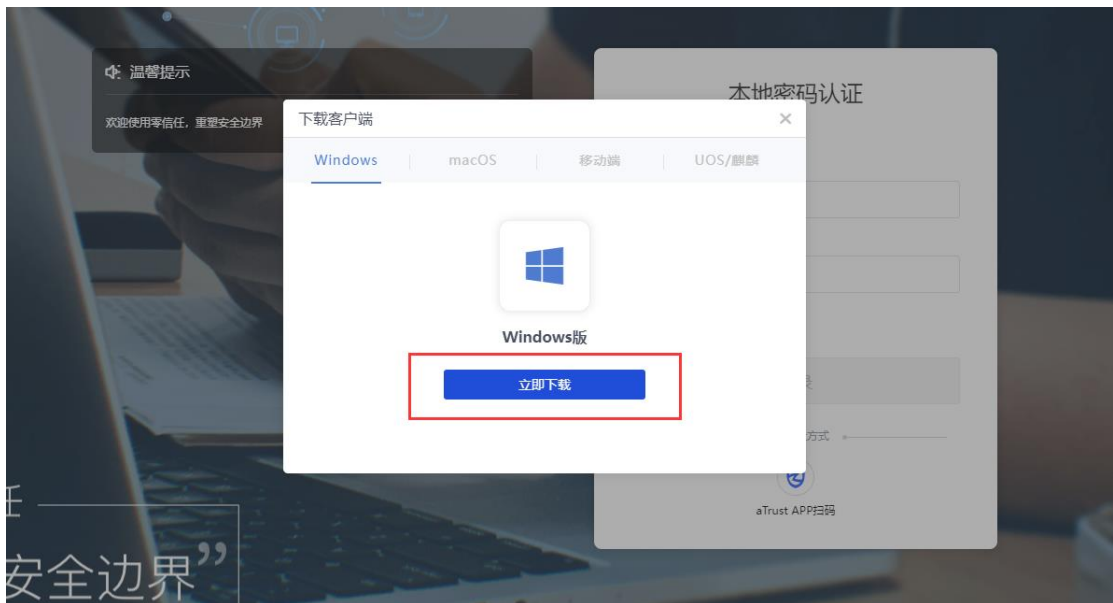 温馨提示
欢迎使用零信任，重塑安全边界
本地密码认证
下载客户端
Windows
macOS
移动端
UOS/麒麟
Windows版
立即下载
方式
aTrust APP扫码
任
安全边界”